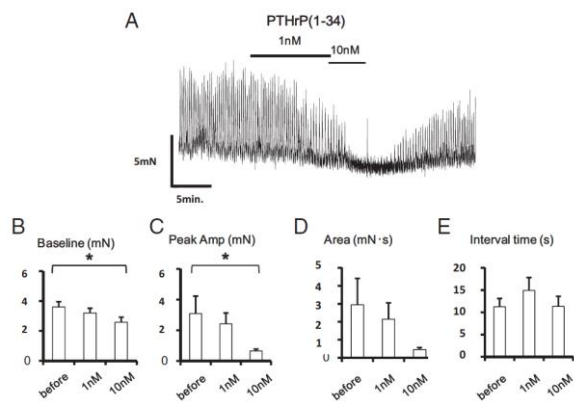 A
PTHrP(1-34)
1nM
10nM
5mN
5min.
B
Baseline (mN)
*
6
4
2
0
before
1nM
10nM
C
Peak Amp (mN)
*
6
4
2
0
before
1nM
10nM
D
Area (mN·s)
5
4
3
2
1
U
before
1nM
10nM
E
Interval time (s)
20
15
10
5
0
before
1nM
10nM